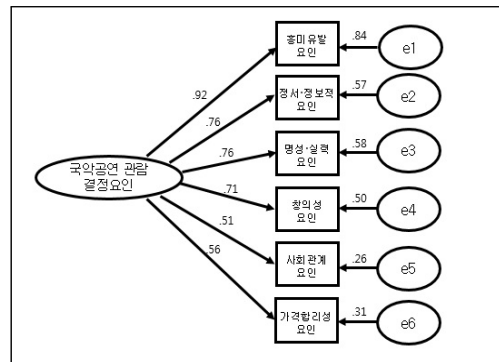 흥미유발
요인
.84
e1
.92
정서·정보적
요인
.57
e2
.76
명성·실력
요인
.58
e3
.76
국악공연 관람
결정요인
창의성
요인
.50
e4
.71
사회관계
요인
.26
e5
.51
가격합리성
요인
.31
e6
.56